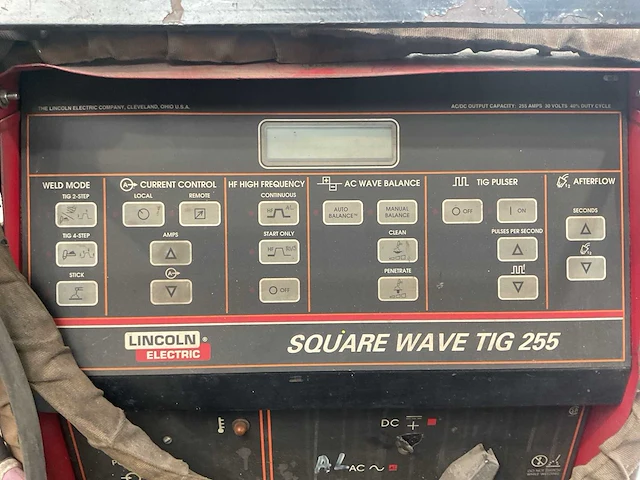 THE LINCOLN ELECTRIC COMPANY, CLEVELAND, OHIO U.S.A.
AC/DC OUTPUT CAPACITY: 255 AMPS 30 VOLTS 40% DUTY CYCLE
WELD MODE
TIG 2-STEP
TIG 4-STEP
STICK
CURRENT CONTROL
LOCAL
REMOTE
AMPS
HF HIGH FREQUENCY
CONTINUOUS
START ONLY
OFF
AC WAVE BALANCE
AUTO
BALANCE™
MANUAL
BALANCE
CLEAN
PENETRATE
TIG PULSER
OFF
ON
PULSES PER SECOND
AFTERFLOW
SECONDS
LINCOLN®
ELECTRIC
SQUARE WAVE TIG 255
DC +
AL
AC